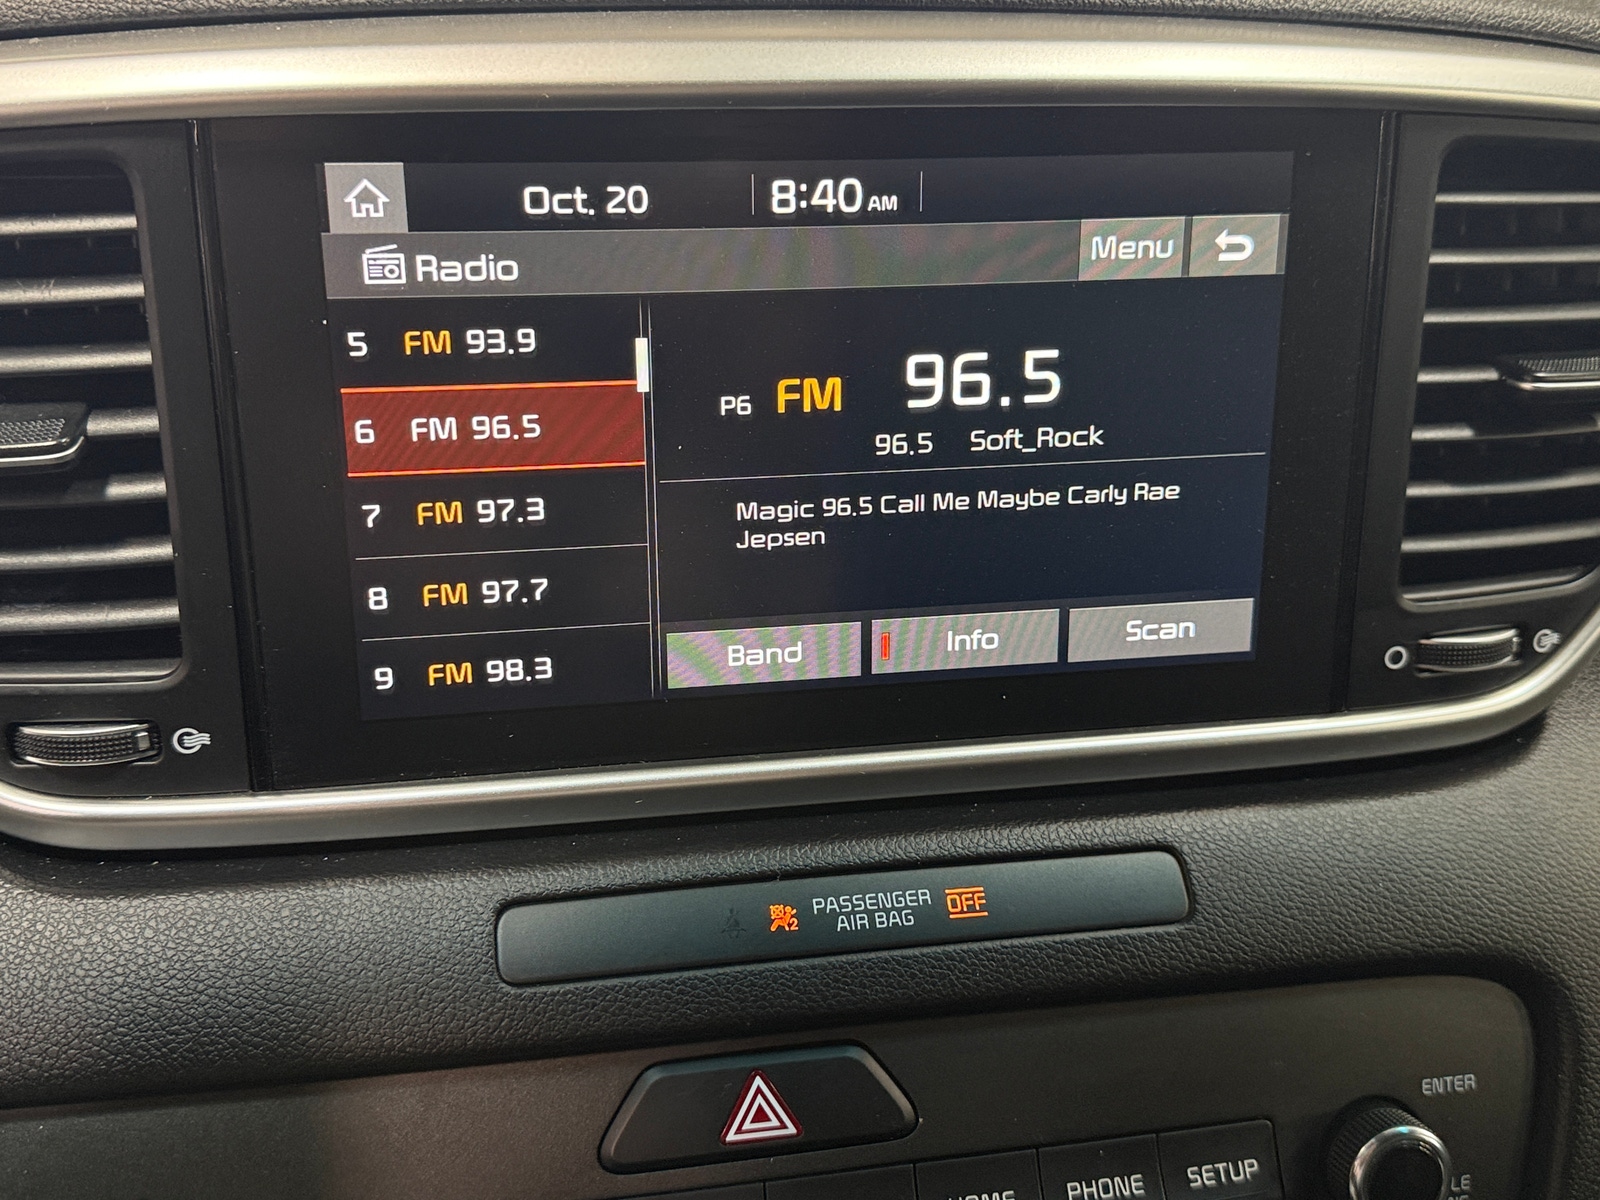 Oct. 20 8:40 AM
Radio
Menu
5 FM 93.9
6 FM 96.5
7 FM 97.3
8 FM 97.7
9 FM 98.3
P6 FM 96.5
96.5 Soft_Rock
Magic 96.5 Call Me Maybe Carly Rae
Jepsen
Band Info Scan
2 PASSENGER
AIR BAG
OFF
ENTER
PHONE
SETUP